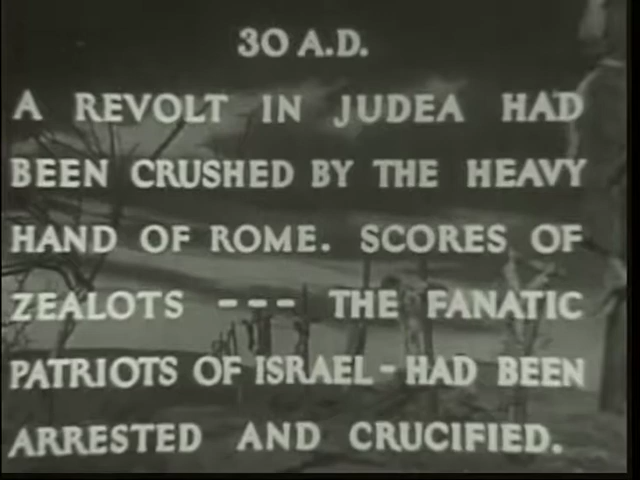 30 A.D.
A REVOLT IN JUDEA HAD
BEEN CRUSHED BY THE HEAVY
HAND OF ROME. SCORES OF
ZEALOTS --- THE FANATIC
PATRIOTS OF ISRAEL - HAD BEEN
ARRESTED AND CRUCIFIED.